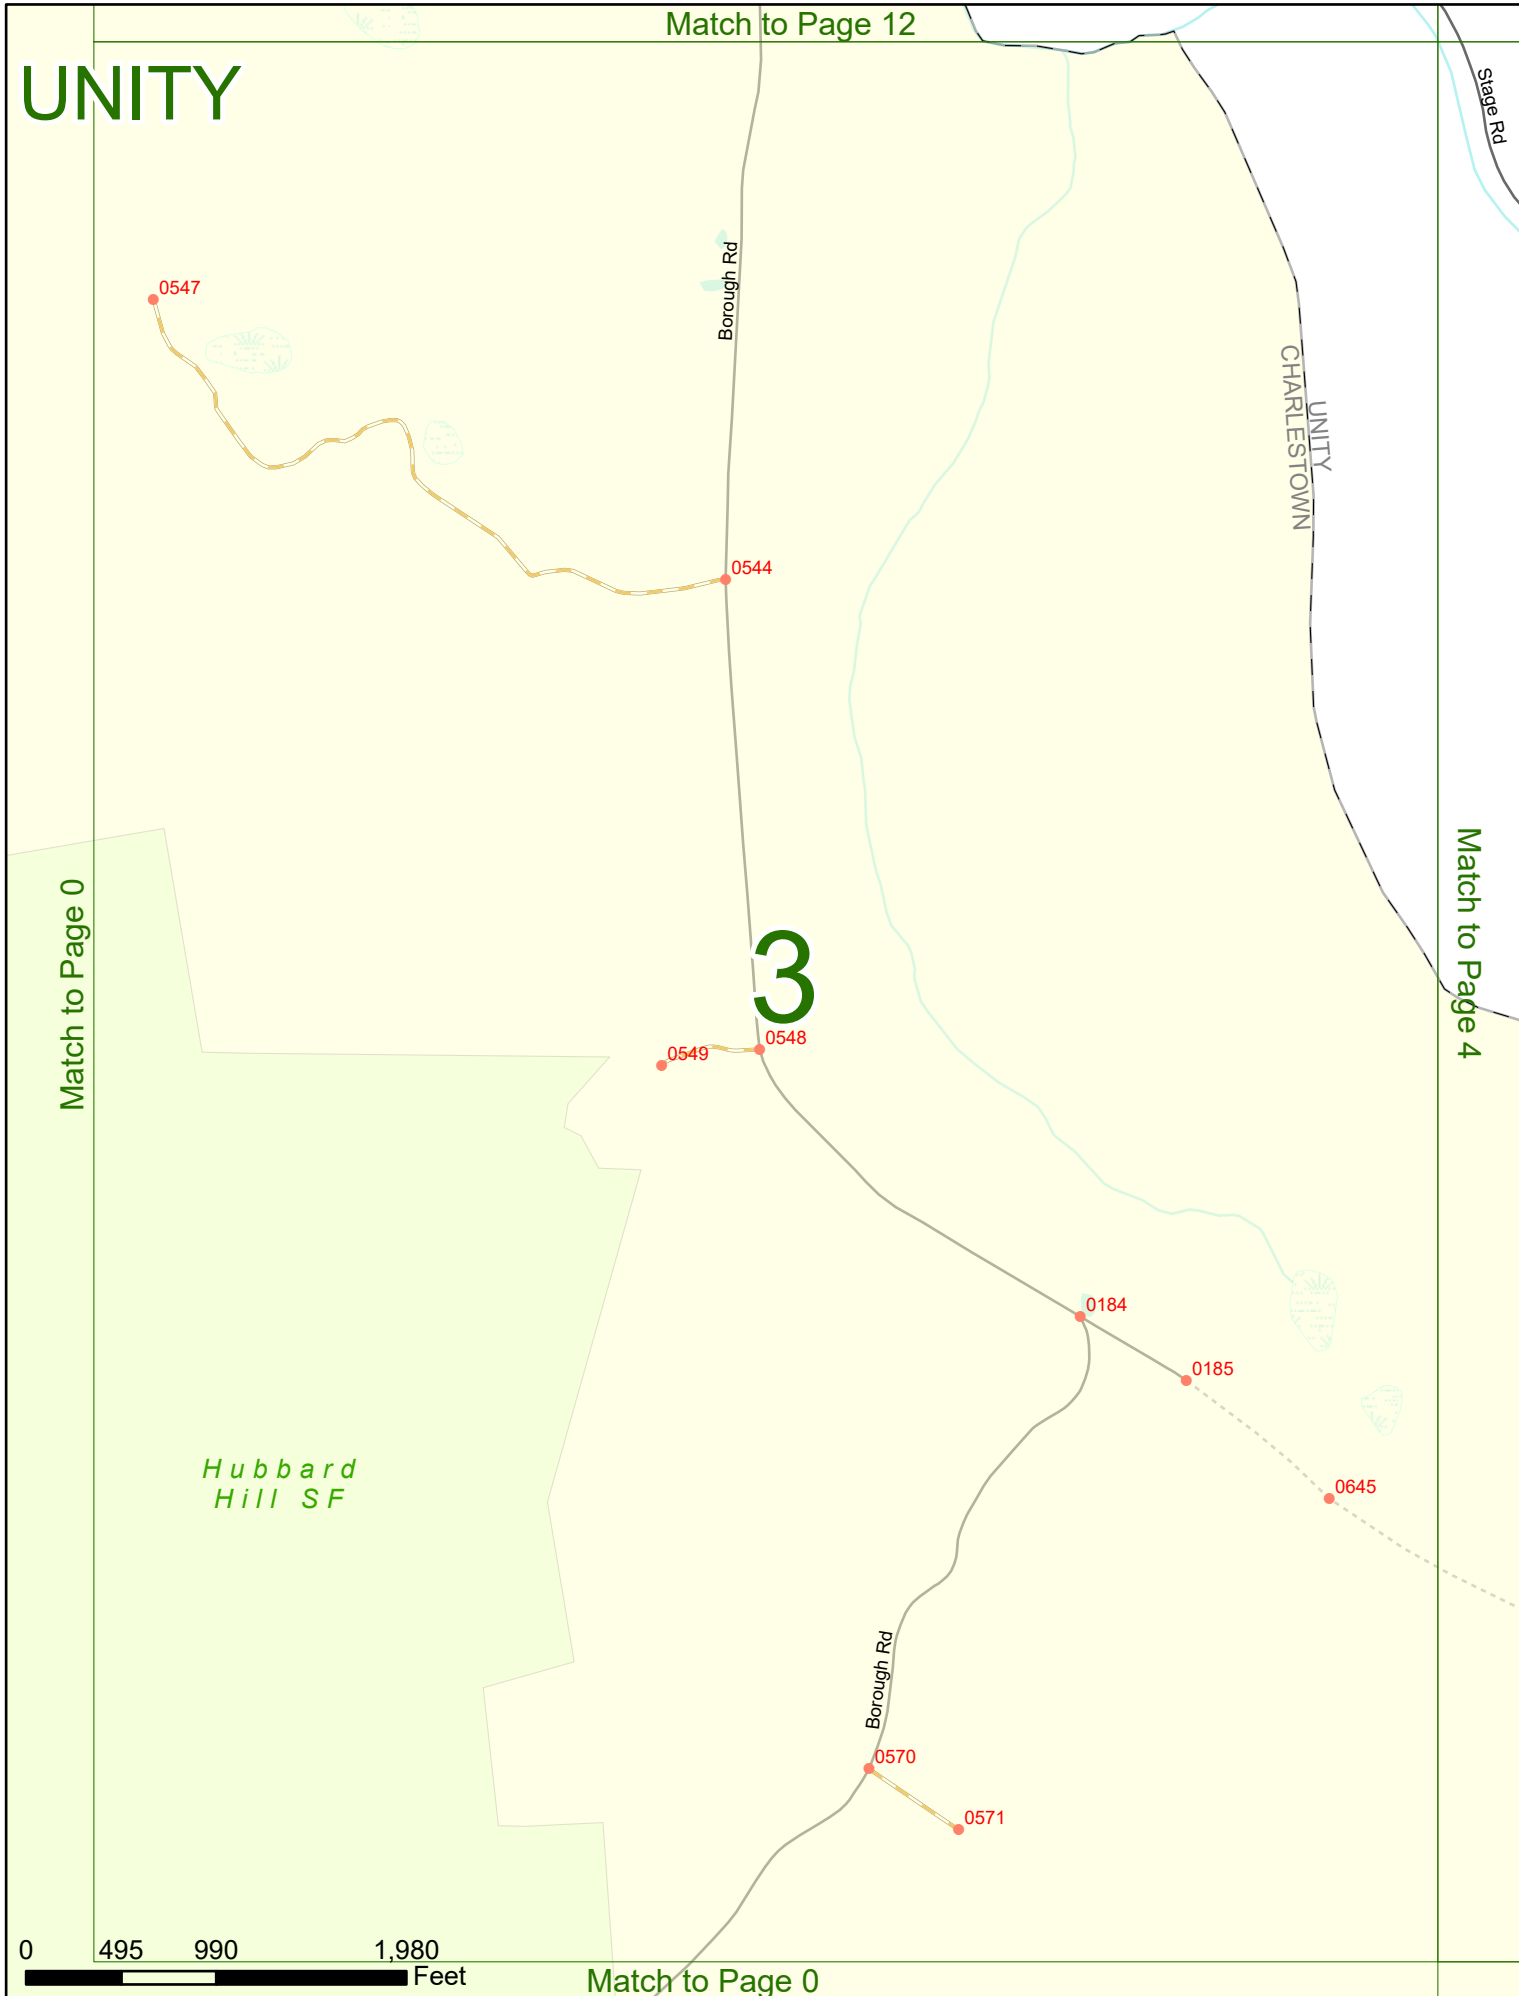 Match to Page 12
UNITY
Stage Rd
Borough Rd
0547
CHARLESTOWN
UNITY
0544
Match to Page 0
Match to Page 4
3
0548
0549
0184
0185
Hubbard
Hill SF
0645
Borough Rd
0570
0571
0 495 990 1,980
Feet
Match to Page 0